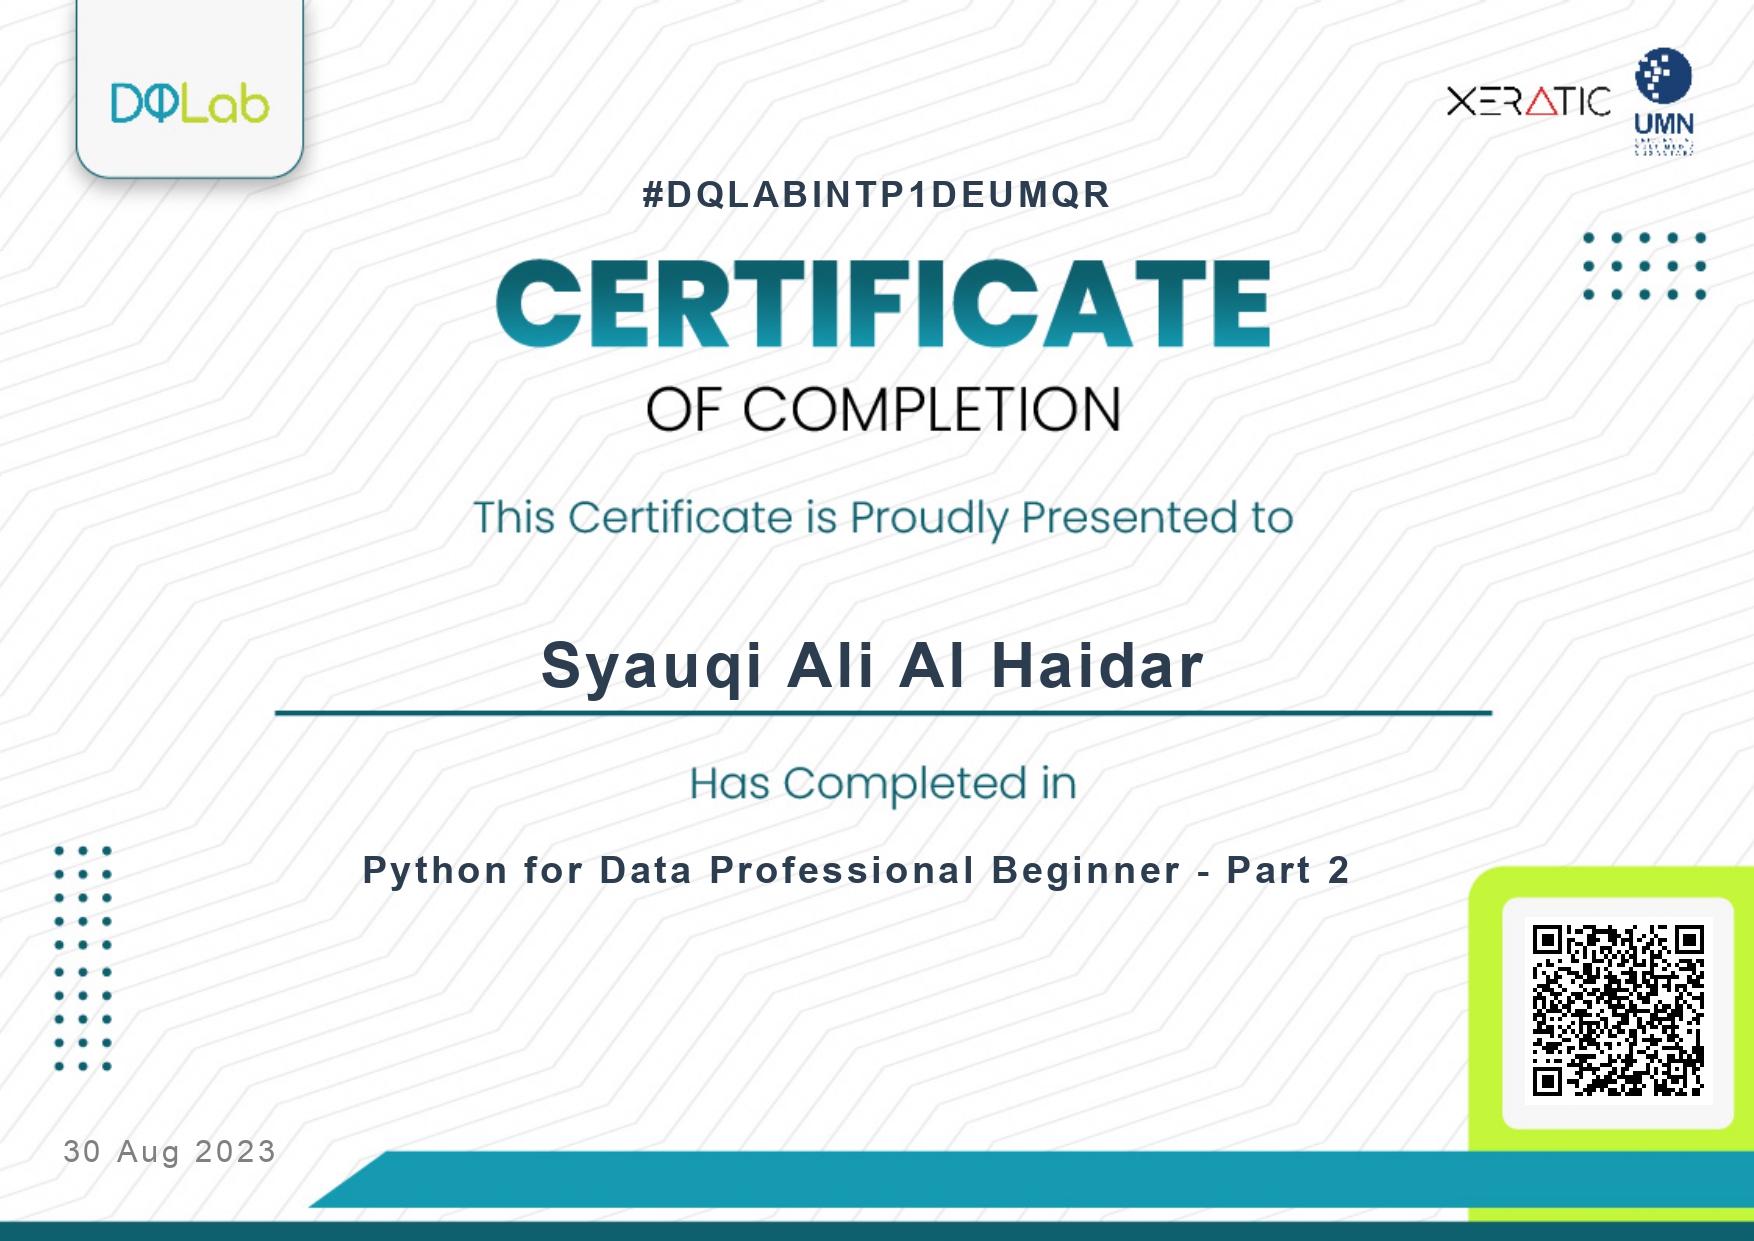 DQLab
XERATIC
UMN
#DQLABINTP1DEUMQR
CERTIFICATE
OF COMPLETION
This Certificate is Proudly Presented to
Syauqi Ali Al Haidar
Has Completed in
Python for Data Professional Beginner - Part 2
30 Aug 2023